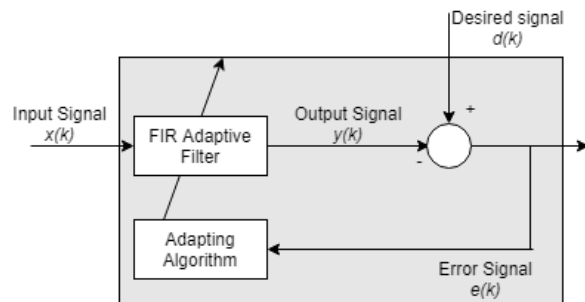 Desired signal
d(k)
Input Signal
x(k)
FIR Adaptive
Filter
Output Signal
y(k)
+
-
Adapting
Algorithm
Error Signal
e(k)